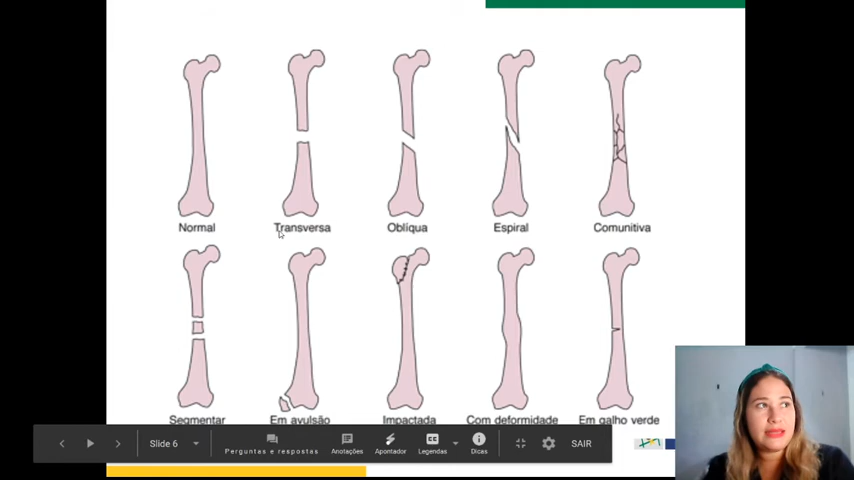 Normal
Transversa
Oblíqua
Espiral
Comunitiva
Segmentar
Em avulsão
Impactada
Com deformidade
Em galho verde
Slide 6
Perguntas e respostas
Anotações
Apontador
Legendas
Dicas
SAIR